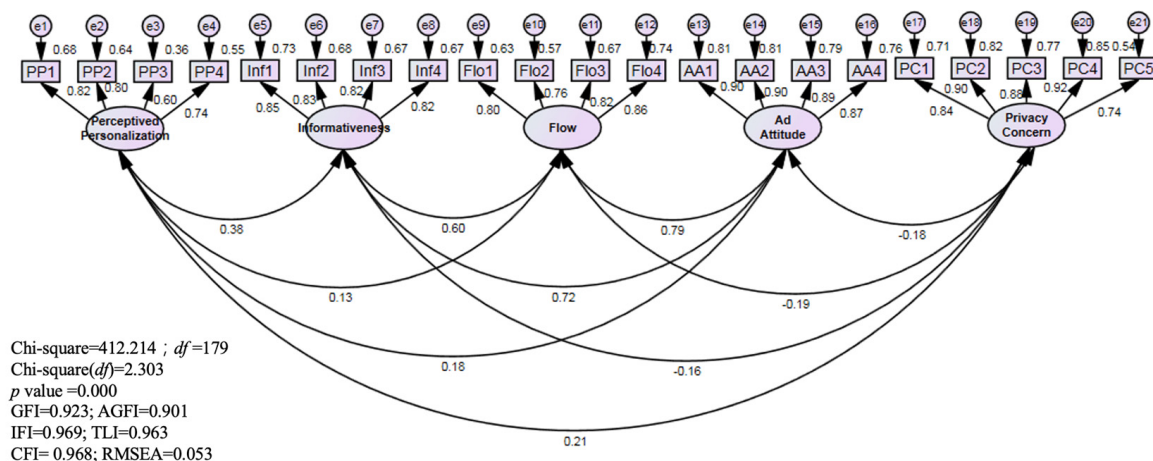 e1 e2 e3 e4 e5 e6 e7 e8 e9 e10 e11 e12 e13 e14 e15 e16 e17 e18 e19 e20 e21
0.68 0.64 0.36 0.55 0.73 0.68 0.67 0.67 0.63 0.57 0.67 0.74 0.81 0.81 0.79 0.76 0.71 0.82 0.77 0.85 0.54
PP1 PP2 PP3 PP4 Inf1 Inf2 Inf3 Inf4 Flo1 Flo2 Flo3 Flo4 AA1 AA2 AA3 AA4 PC1 PC2 PC3 PC4 PC5
0.82 0.80 0.60 0.74 0.85 0.83 0.82 0.82 0.80 0.76 0.82 0.86 0.90 0.90 0.89 0.87 0.84 0.90 0.88 0.92 0.74
Perceptived
Personalization
Informativeness
Flow
Ad
Attitude
Privacy
Concern
0.38
0.60
0.79
-0.18
0.13
0.72
-0.19
0.18
-0.16
0.21
Chi-square=412.214 ; df=179
Chi-square(df)=2.303
p value =0.000
GFI=0.923; AGFI=0.901
IFI=0.969; TLI=0.963
CFI= 0.968; RMSEA=0.053